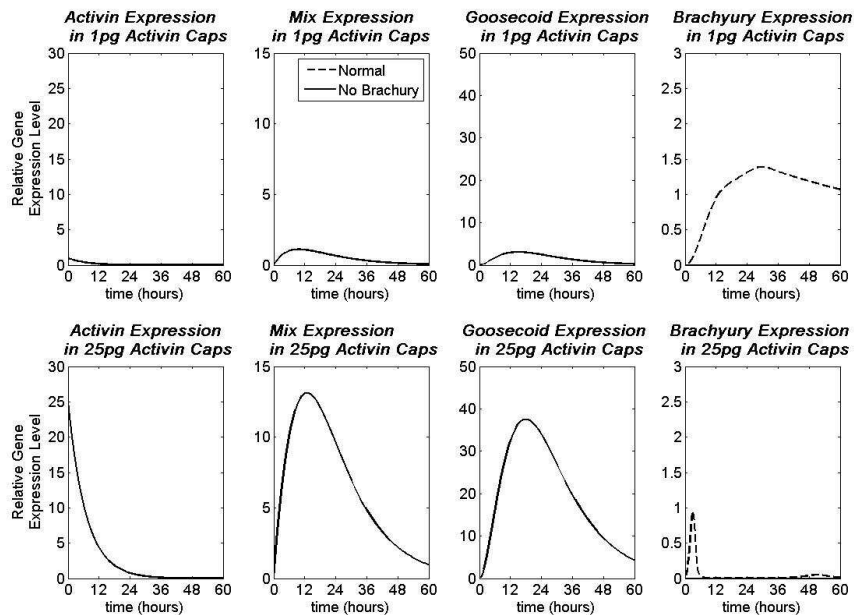 Activin Expression
in 1pg Activin Caps
Mix Expression
in 1pg Activin Caps
Goosecoid Expression
in 1pg Activin Caps
Brachyury Expression
in 1pg Activin Caps
Relative Gene
Expression Level
30
25
20
15
10
5
0
0 12 24 36 48 60
time (hours)
15
10
5
0
0 12 24 36 48 60
time (hours)
Normal
No Brachury
50
40
30
20
10
0
0 12 24 36 48 60
time (hours)
3
2.5
2
1.5
1
0.5
0
0 12 24 36 48 60
time (hours)
Activin Expression
in 25pg Activin Caps
Mix Expression
in 25pg Activin Caps
Goosecoid Expression
in 25pg Activin Caps
Brachyury Expression
in 25pg Activin Caps
Relative Gene
Expression Level
30
25
20
15
10
5
0
0 12 24 36 48 60
time (hours)
15
10
5
0
0 12 24 36 48 60
time (hours)
50
40
30
20
10
0
0 12 24 36 48 60
time (hours)
3
2.5
2
1.5
1
0.5
0
0 12 24 36 48 60
time (hours)